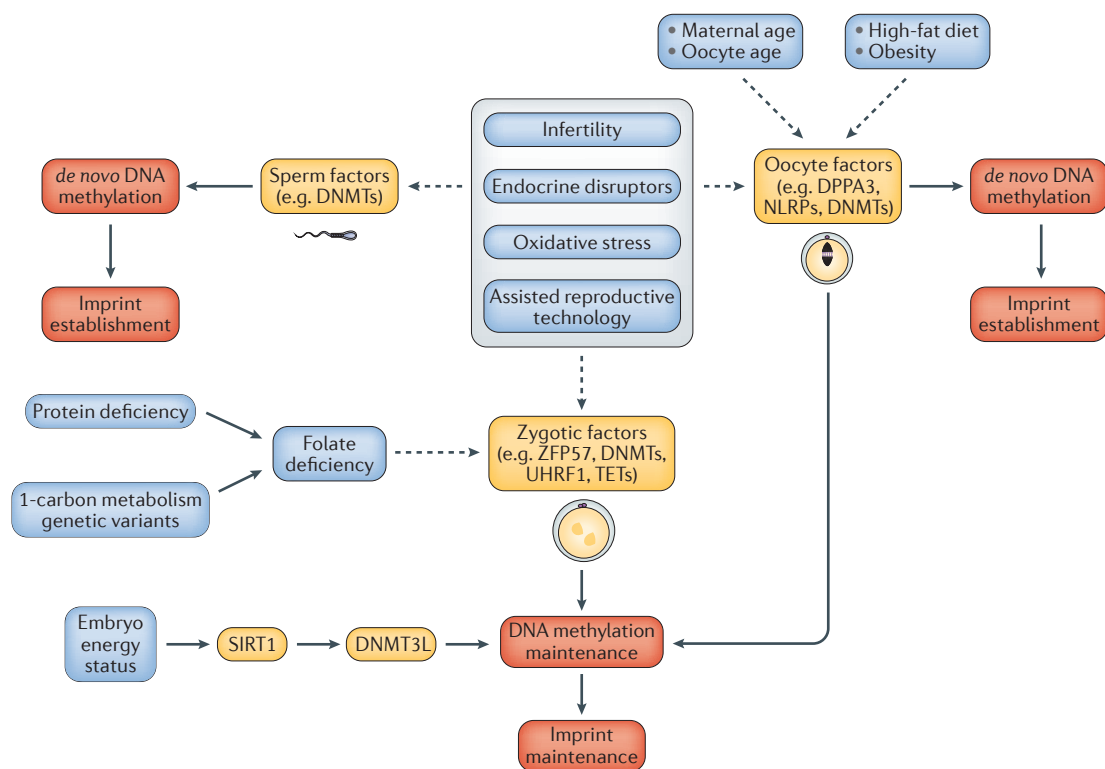 • Maternal age
• Oocyte age
• High-fat diet
• Obesity
Infertility
Endocrine disruptors
Oxidative stress
Assisted reproductive
technology
de novo DNA
methylation
Sperm factors
(e.g. DNMTs)
Oocyte factors
(e.g. DPPA3,
NLRPs, DNMTs)
de novo DNA
methylation
Imprint
establishment
Imprint
establishment
Protein deficiency
Folate
deficiency
1-carbon metabolism
genetic variants
Zygotic factors
(e.g. ZFP57, DNMTs,
UHRF1, TETs)
Embryo
energy
status
SIRT1
DNMT3L
DNA methylation
maintenance
Imprint
maintenance